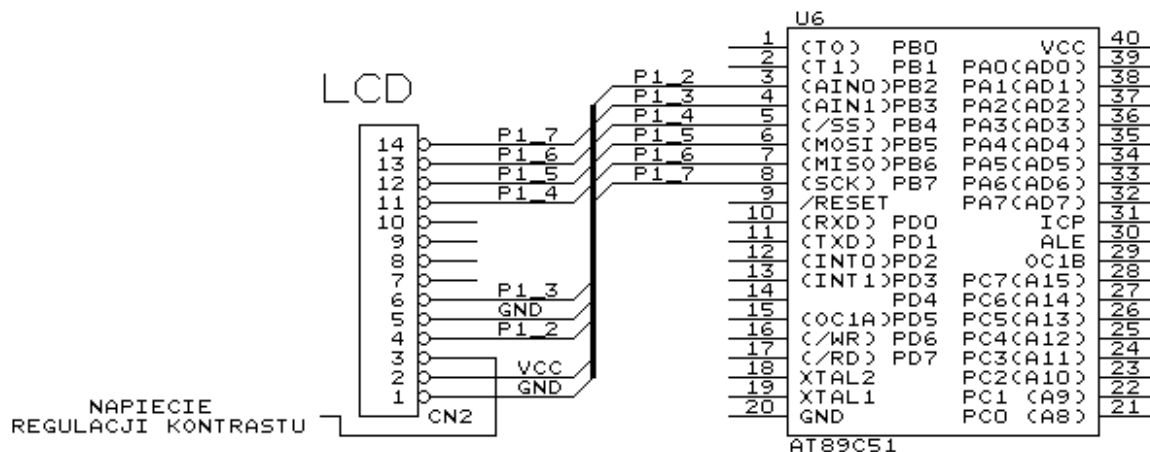 LCD
14 P1_7
13 P1_6
12 P1_5
11 P1_4
10
9
8
7
6 P1_3
5 GND
4 P1_2
3
2 VCC
1 GND
CN2
NAPIECIE
REGULACJI KONTRASTU
U6
1 (T0) PB0 VCC 40
2 (T1) PB1 PA0(AD0) 39
P1_2 3 (AIN0)PB2 PA1(AD1) 38
P1_3 4 (AIN1)PB3 PA2(AD2) 37
P1_4 5 (/SS) PB4 PA3(AD3) 36
P1_5 6 (MOSI)PB5 PA4(AD4) 35
P1_6 7 (MISO)PB6 PA5(AD5) 34
P1_7 8 (SCK) PB7 PA6(AD6) 33
9 /RESET PA7(AD7) 32
10 (RXD) PD0 ICP 31
11 (TXD) PD1 ALE 30
12 (INT0)PD2 OC1B 29
13 (INT1)PD3 PC7(A15) 28
14 PD4 PC6(A14) 27
15 (OC1A)PD5 PC5(A13) 26
16 (/WR) PD6 PC4(A12) 25
17 (/RD) PD7 PC3(A11) 24
18 XTAL2 PC2(A10) 23
19 XTAL1 PC1 (A9) 22
20 GND PC0 (A8) 21
AT89C51